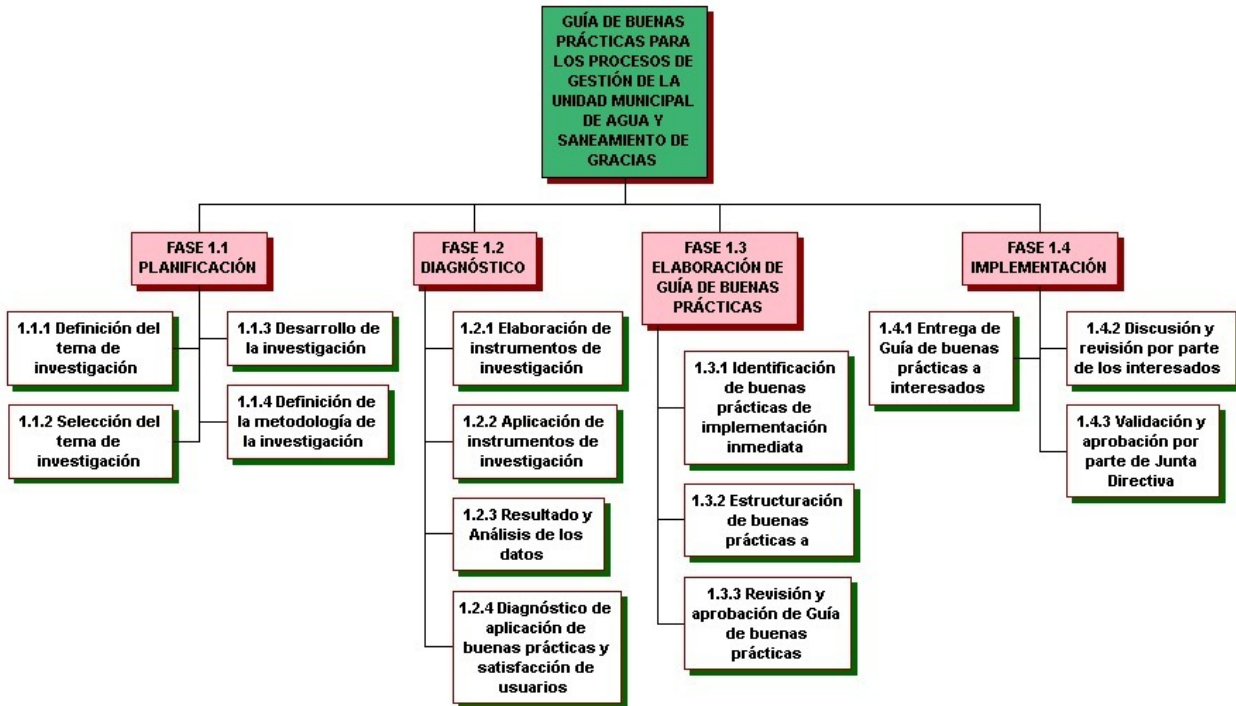 GUÍA DE BUENAS
PRÁCTICAS PARA
LOS PROCESOS DE
GESTIÓN DE LA
UNIDAD MUNICIPAL
DE AGUA Y
SANEAMIENTO DE
GRACIAS
FASE 1.1
PLANIFICACIÓN
1.1.1 Definición del
tema de
investigación
1.1.2 Selección del
tema de
investigación
1.1.3 Desarrollo de
la investigación
1.1.4 Definición de
la metodología de
la investigación
FASE 1.2
DIAGNÓSTICO
1.2.1 Elaboración de
instrumentos de
investigación
1.2.2 Aplicación de
instrumentos de
investigación
1.2.3 Resultado y
Análisis de los
datos
1.2.4 Diagnóstico de
aplicación de
buenas prácticas y
satisfacción de
usuarios
FASE 1.3
ELABORACIÓN DE
GUÍA DE BUENAS
PRÁCTICAS
1.3.1 Identificación
de buenas
prácticas de
implementación
inmediata
1.3.2 Estructuración
de buenas
prácticas a
1.3.3 Revisión y
aprobación de Guía
de buenas
prácticas
FASE 1.4
IMPLEMENTACIÓN
1.4.1 Entrega de
Guía de buenas
prácticas a
interesados
1.4.2 Discusión y
revisión por parte
de los interesados
1.4.3 Validación y
aprobación por
parte de Junta
Directiva